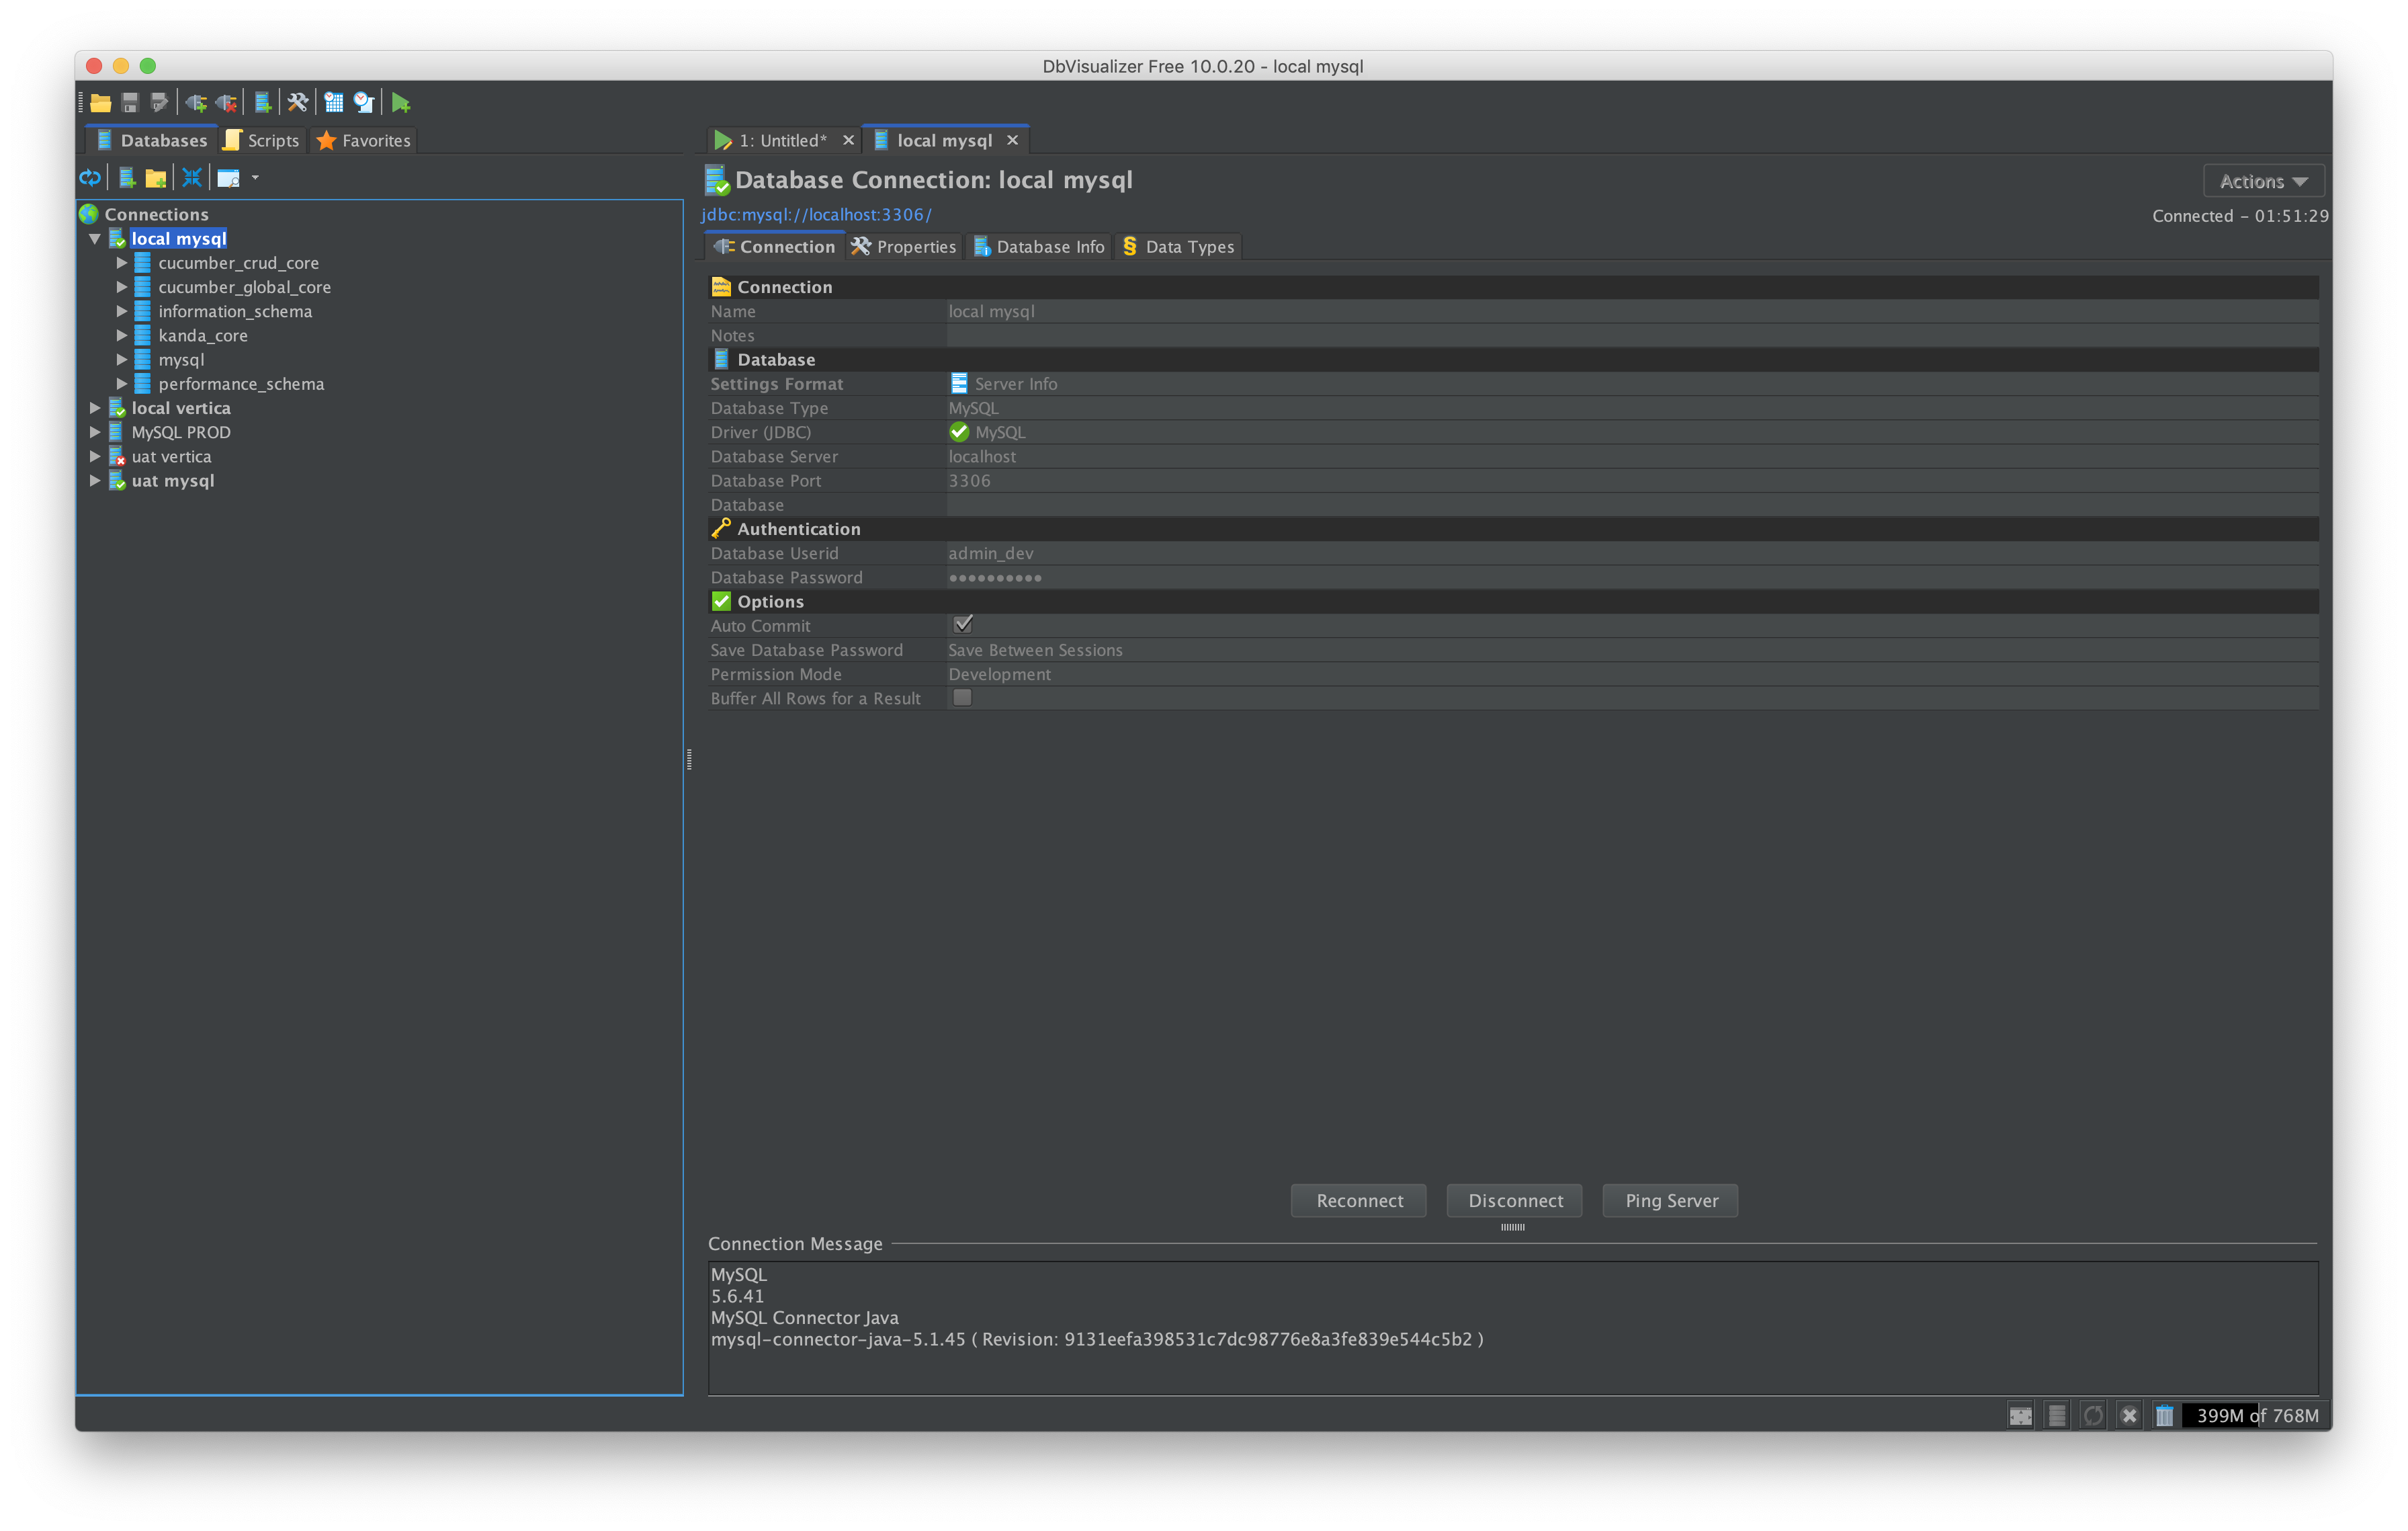 DbVisualizer Free 10.0.20 - local mysql
Databases
Scripts
Favorites
Connections
local mysql
cucumber_crud_core
cucumber_global_core
information_schema
kanda_core
mysql
performance_schema
local vertica
MySQL PROD
uat vertica
uat mysql
1: Untitled*
local mysql
Database Connection: local mysql
Actions
jdbc:mysql://localhost:3306/
Connected - 01:51:29
Connection
Properties
Database Info
Data Types
Connection
Name local mysql
Notes
Database
Settings Format Server Info
Database Type MySQL
Driver (JDBC) MySQL
Database Server localhost
Database Port 3306
Database
Authentication
Database Userid admin_dev
Database Password ••••••••••
Options
Auto Commit
Save Database Password Save Between Sessions
Permission Mode Development
Buffer All Rows for a Result
Reconnect
Disconnect
Ping Server
Connection Message
MySQL
5.6.41
MySQL Connector Java
mysql-connector-java-5.1.45 ( Revision: 9131eefa398531c7dc98776e8a3fe839e544c5b2 )
399M of 768M